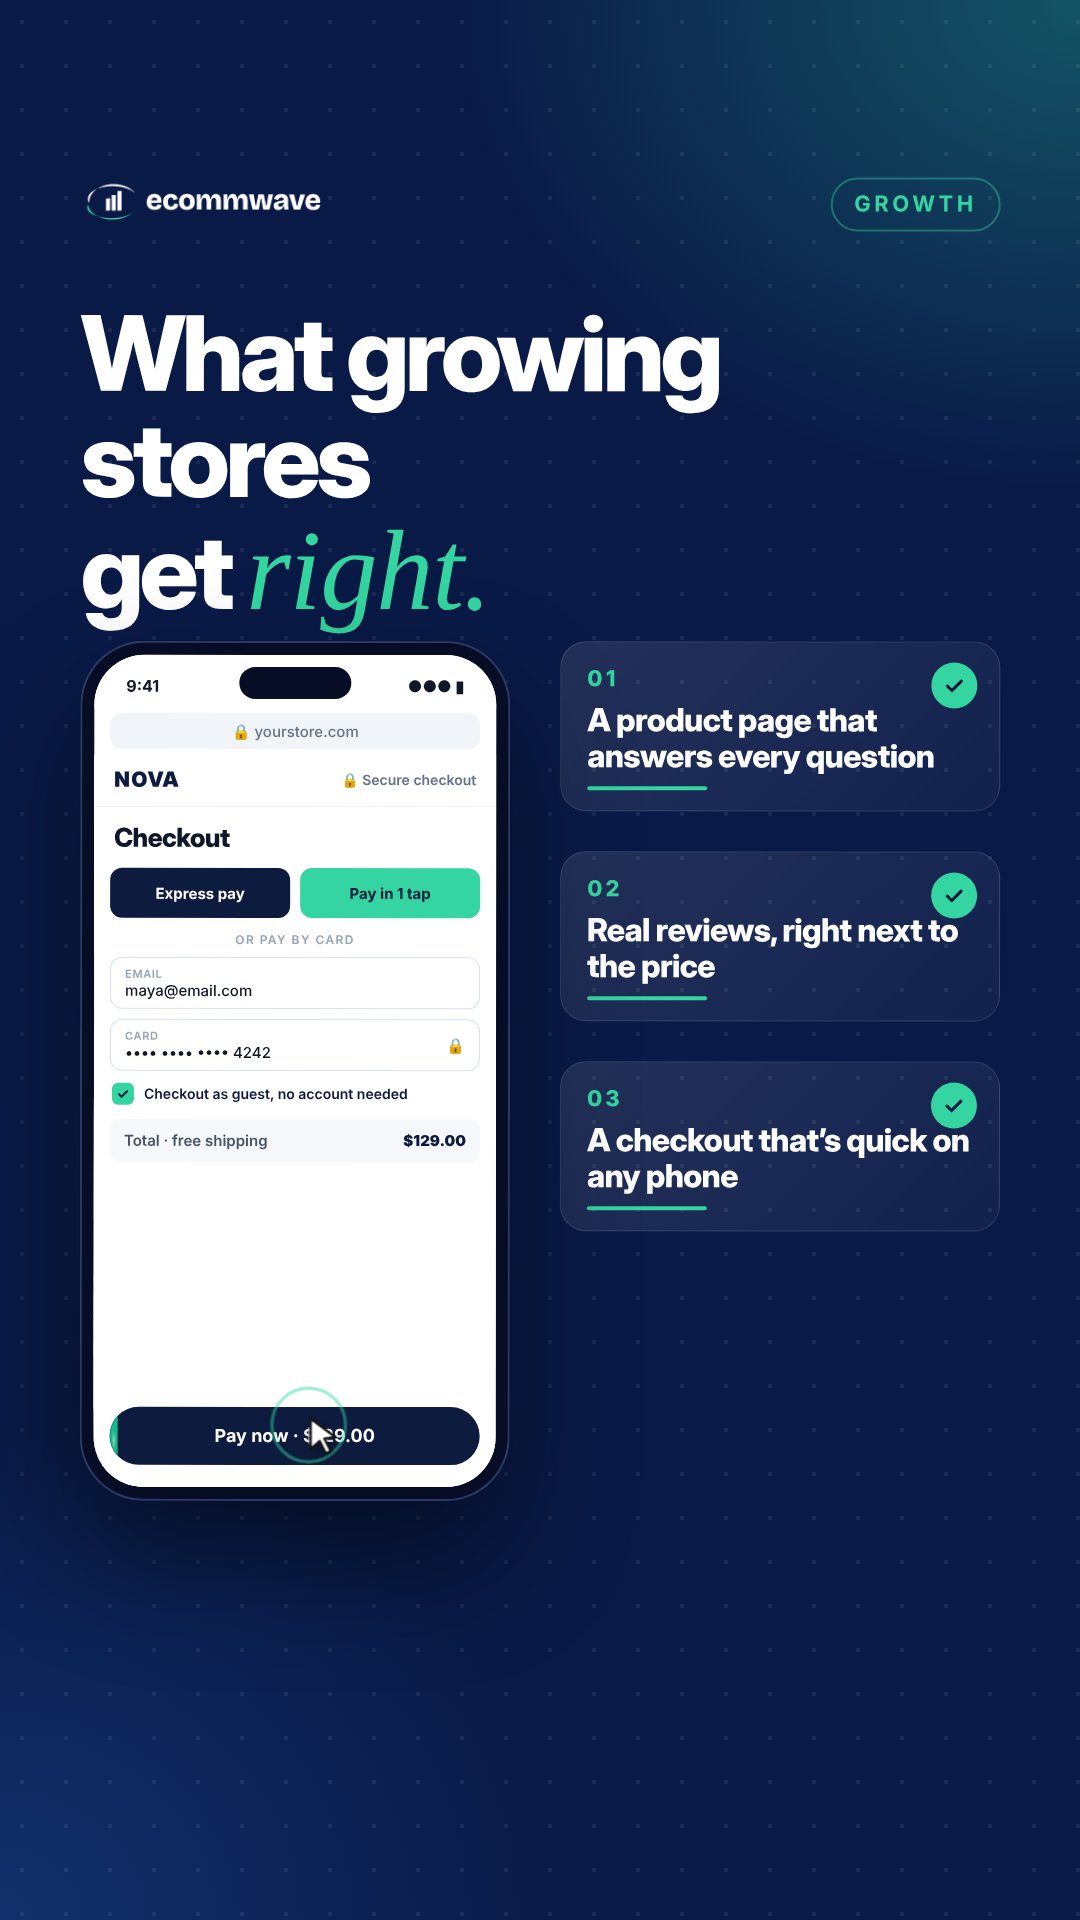 ecommwave
GROWTH
What growing
stores
get right.
9:41
yourstore.com
NOVA
Secure checkout
Checkout
Express pay
Pay in 1 tap
OR PAY BY CARD
EMAIL
maya@email.com
CARD
•••• •••• •••• 4242
Checkout as guest, no account needed
Total · free shipping
$129.00
Pay now ·
01
A product page that
answers every question
02
Real reviews, right next to
the price
03
A checkout that’s quick on
any phone